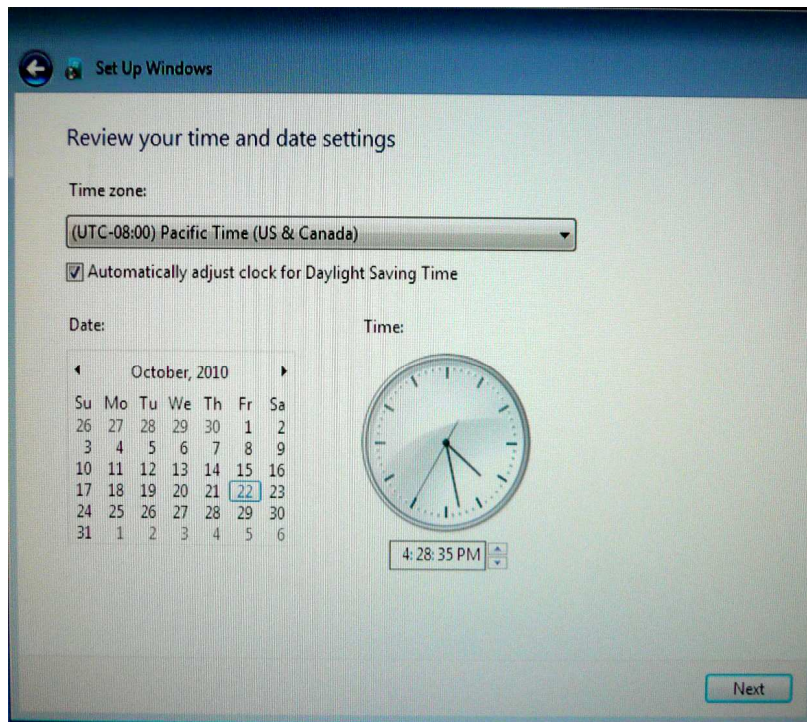 Set Up Windows
Review your time and date settings
Time zone:
(UTC-08:00) Pacific Time (US & Canada)
Automatically adjust clock for Daylight Saving Time
Date:
Time:
October, 2010
Su Mo Tu We Th Fr Sa
26 27 28 29 30 1 2
3 4 5 6 7 8 9
10 11 12 13 14 15 16
17 18 19 20 21 22 23
24 25 26 27 28 29 30
31 1 2 3 4 5 6
4:28:35 PM
Next